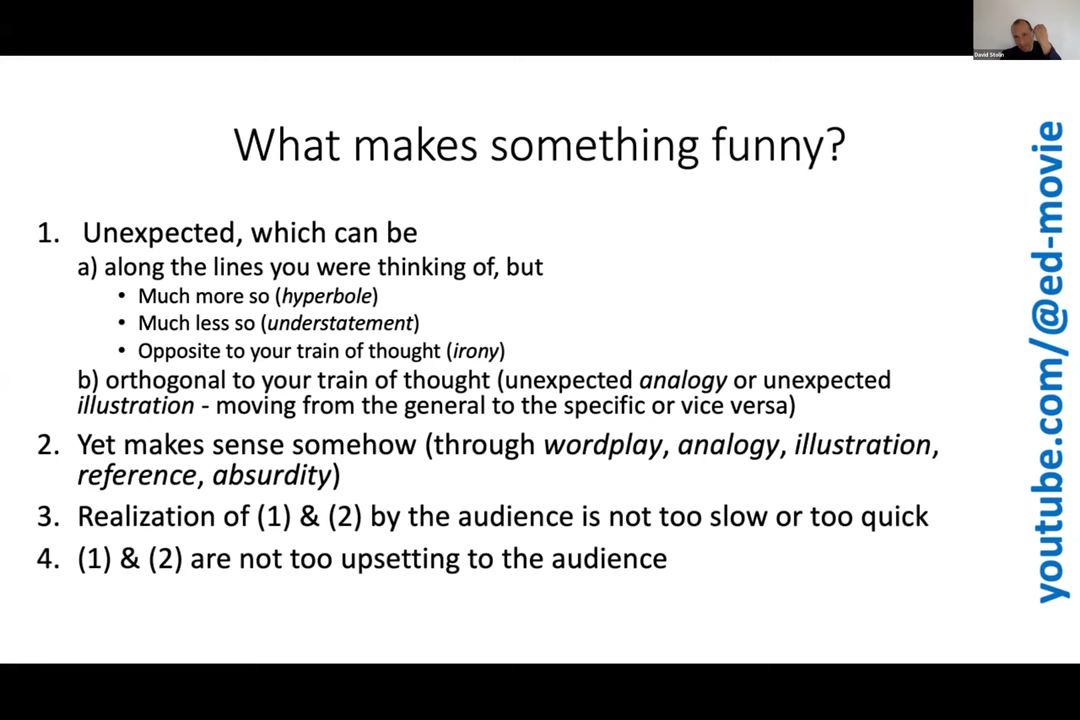 David Stolin
What makes something funny?
1. Unexpected, which can be
a) along the lines you were thinking of, but
• Much more so (hyperbole)
• Much less so (understatement)
• Opposite to your train of thought (irony)
b) orthogonal to your train of thought (unexpected analogy or unexpected
illustration - moving from the general to the specific or vice versa)
2. Yet makes sense somehow (through wordplay, analogy, illustration,
reference, absurdity)
3. Realization of (1) & (2) by the audience is not too slow or too quick
4. (1) & (2) are not too upsetting to the audience
youtube.com/@ed-movie